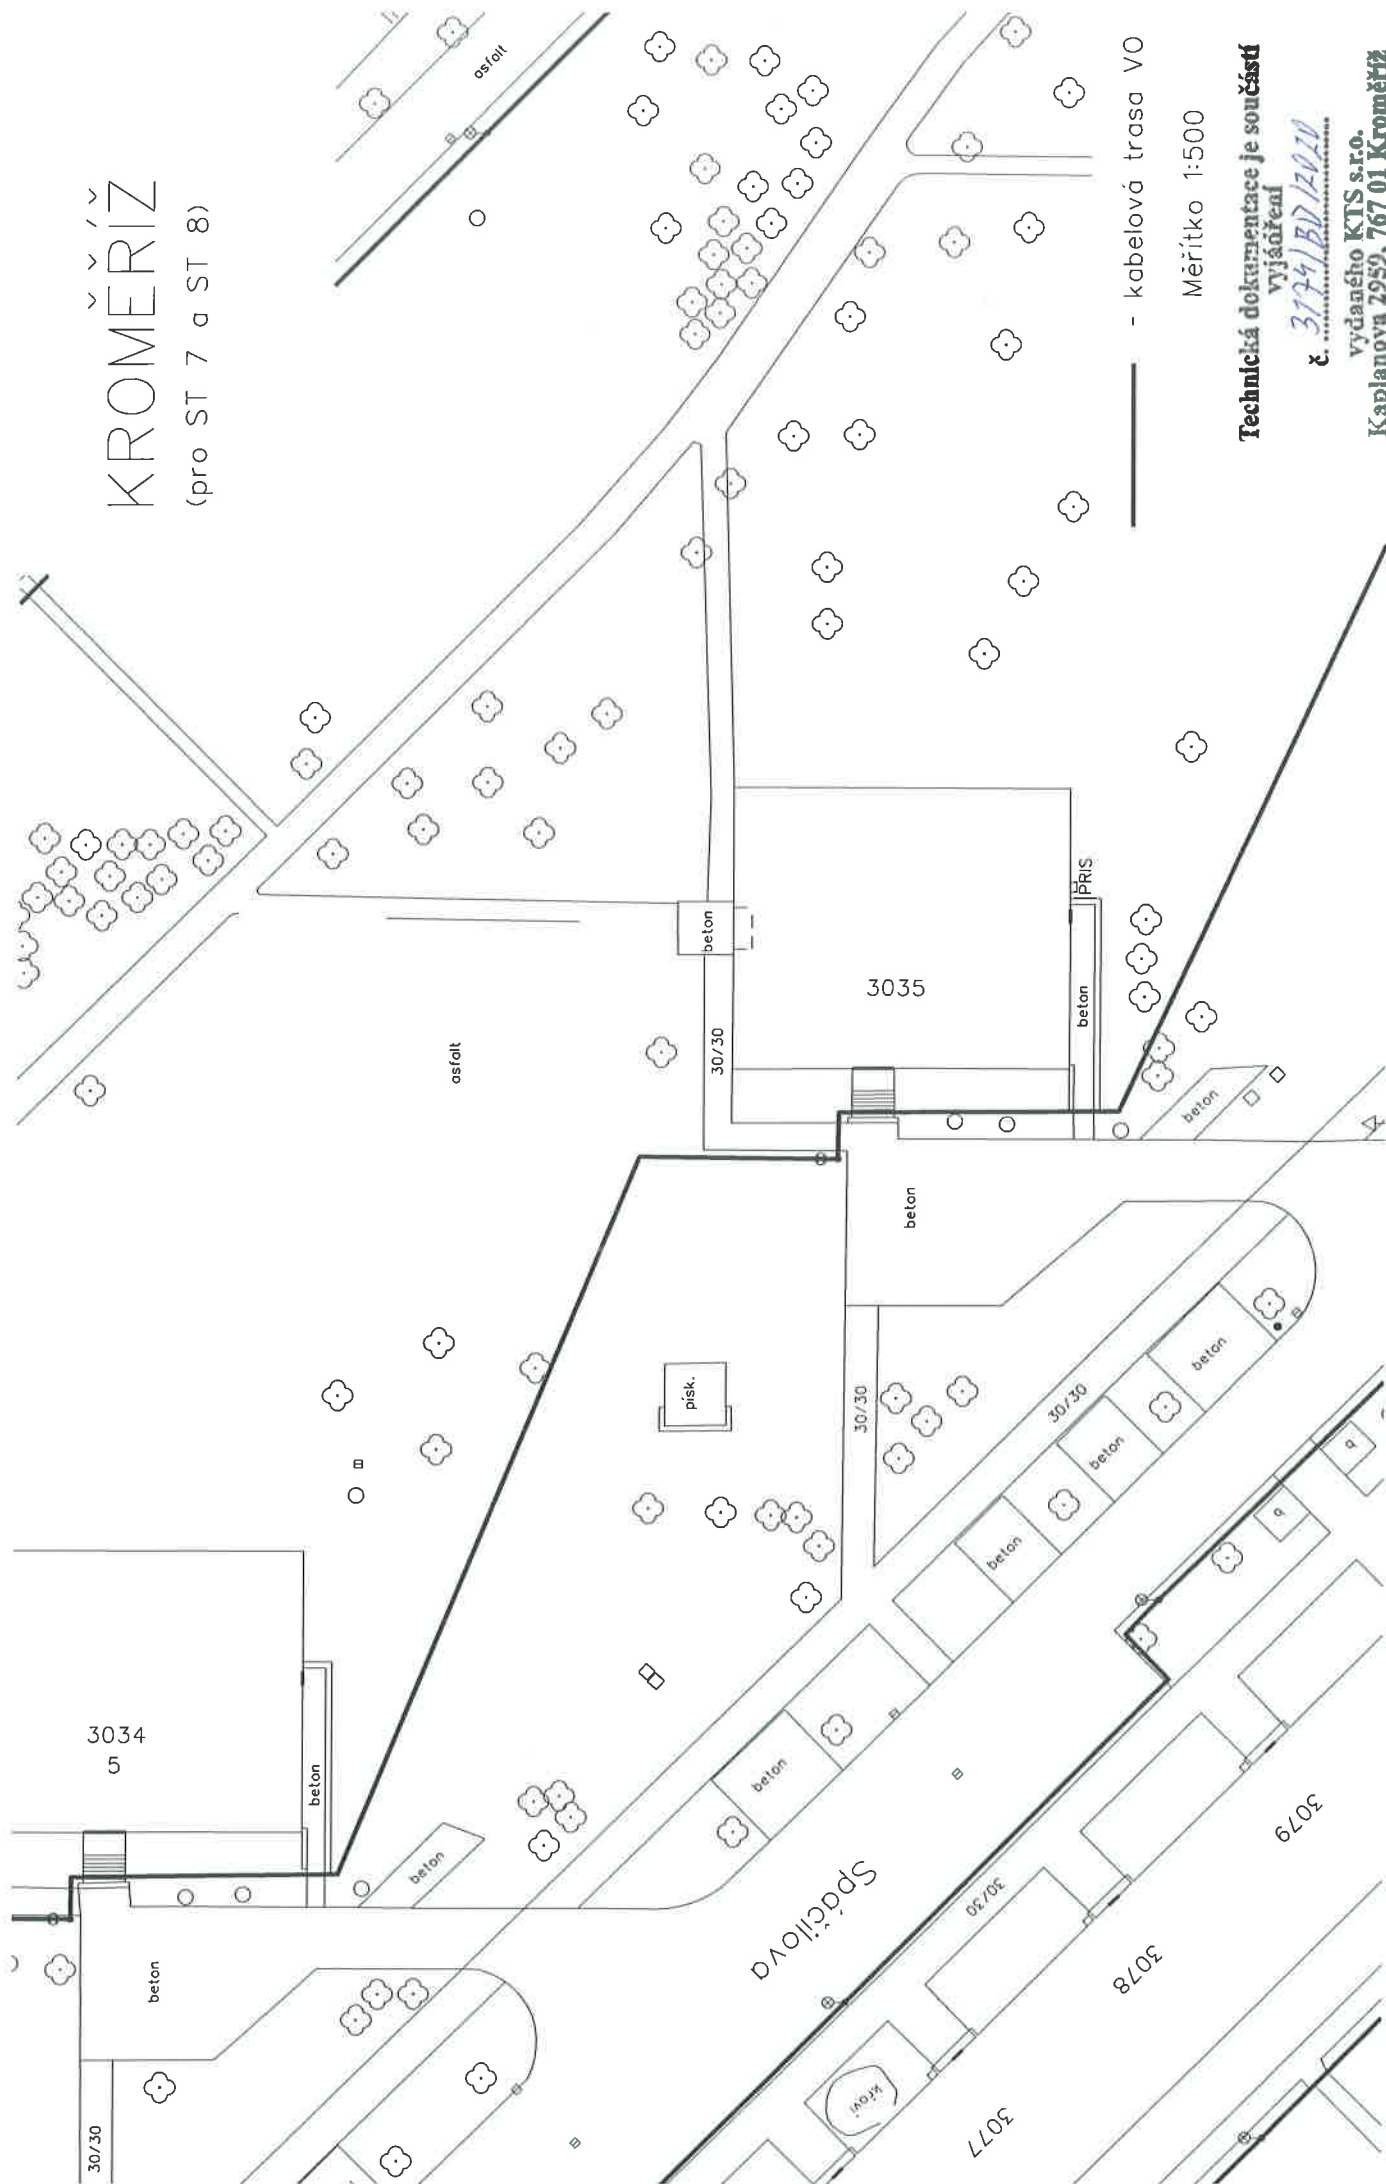 KROMĚŘÍŽ
(pro ST 7 a ST 8)
- kabelová trasa VO
Měřítko 1:500
Technická dokumentace je součástí
vyjádření
č. 3174/BD/2020
vydaného KTS s.r.o.
Kaplanova 2959, 767 01 Kroměříž
asfalt
asfalt
3034
5
beton
beton
beton
30/30
písk.
30/30
beton
3035
beton
PRIS
beton
beton
30/30
30/30
beton
beton
beton
beton
Spáčilova
30/30
křoví
3077
3078
3079
q
q